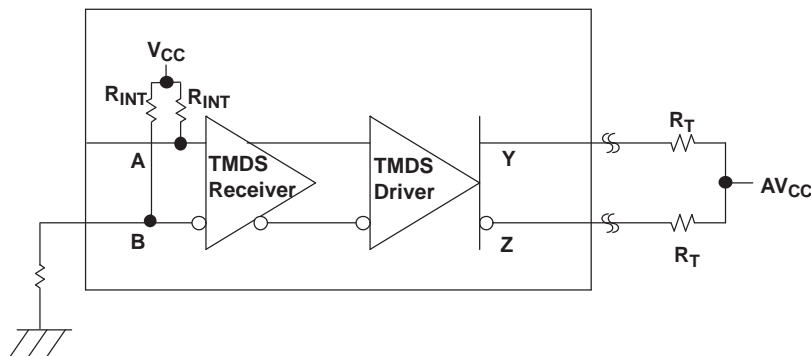 VCC
RINT RINT
A
TMDS
Receiver
TMDS
Driver
Y
RT
AVCC
B
Z
RT